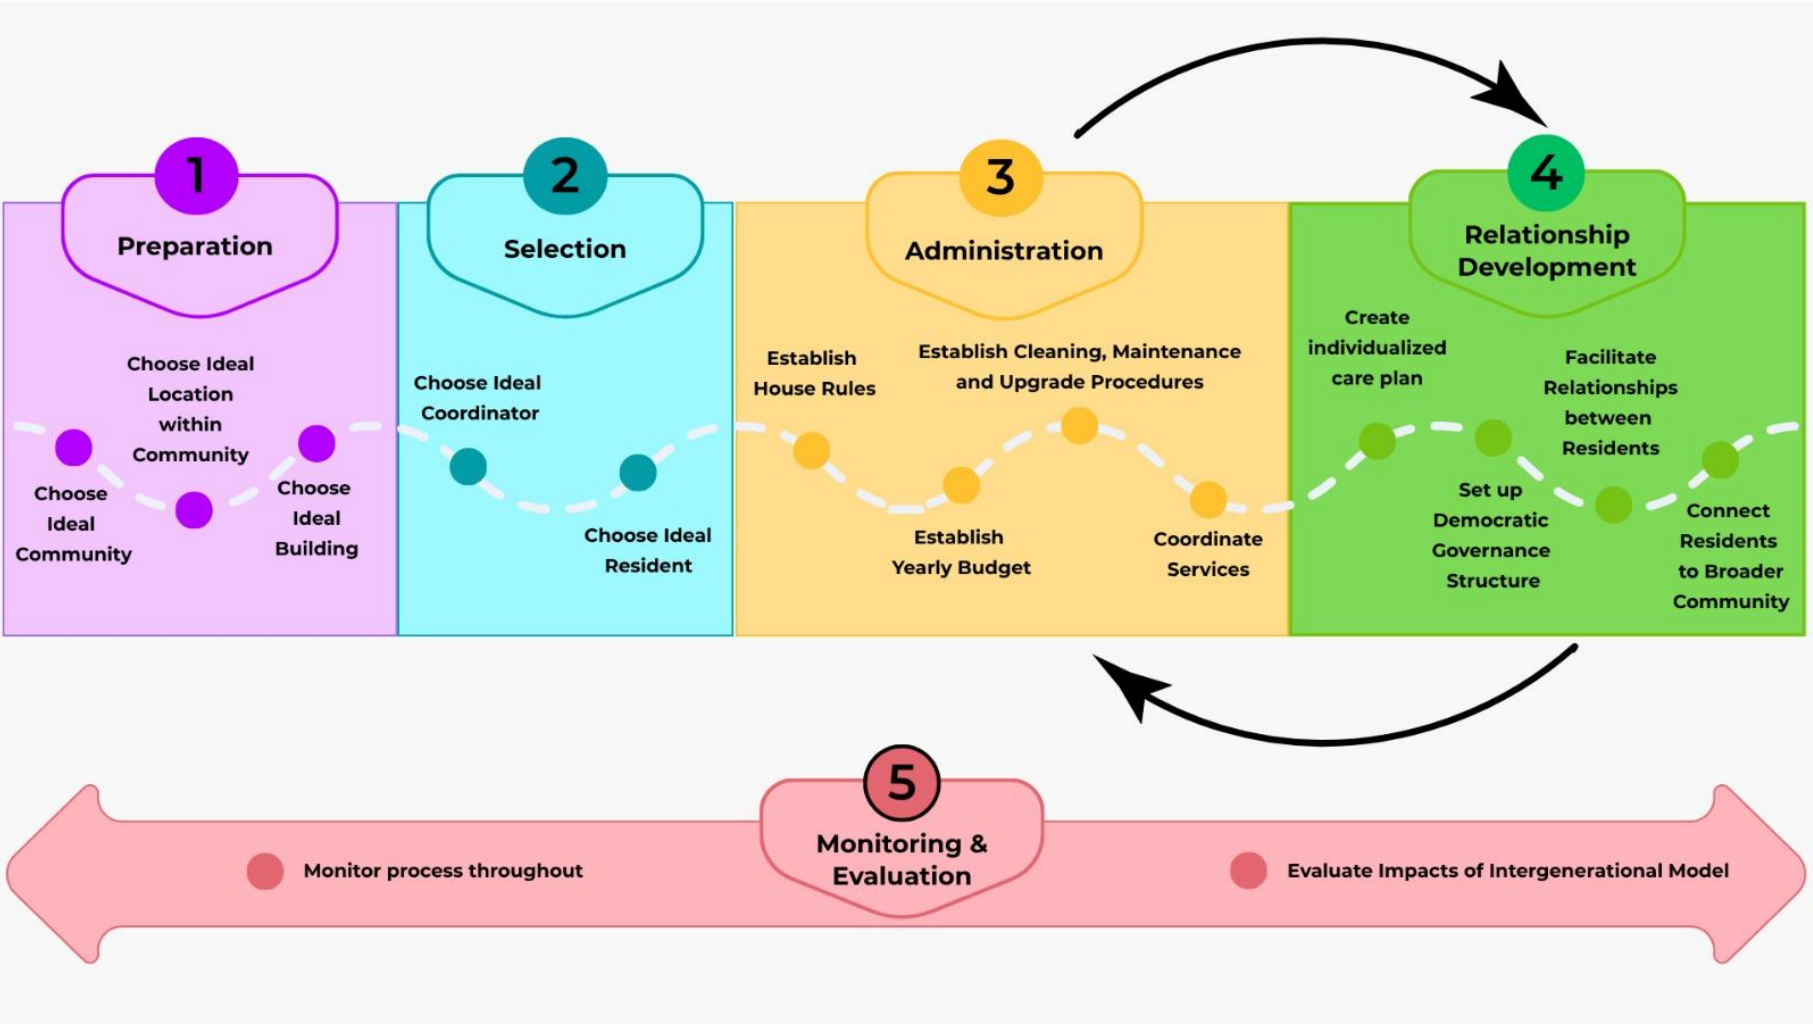 1
Preparation
Choose Ideal
Location
within
Community
Choose
Ideal
Community
Choose
Ideal
Building
2
Selection
Choose Ideal
Coordinator
Choose Ideal
Resident
3
Administration
Establish
House Rules
Establish Cleaning, Maintenance
and Upgrade Procedures
Establish
Yearly Budget
Coordinate
Services
4
Relationship
Development
Create
individualized
care plan
Facilitate
Relationships
between
Residents
Set up
Democratic
Governance
Structure
Connect
Residents
to Broader
Community
5
Monitoring &
Evaluation
Monitor process throughout
Evaluate Impacts of Intergenerational Model